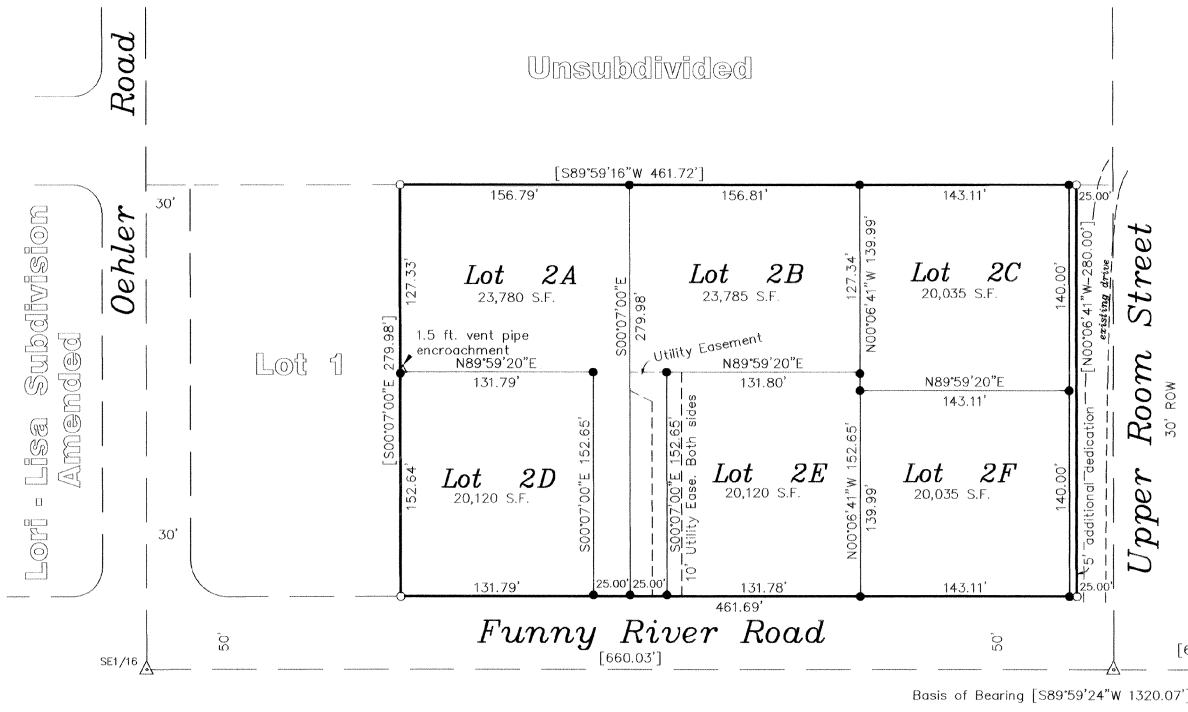 Unsubdivided
Oehler Road
Lori - Lisa Subdivision
Amended
30'
30'
Lot 1
[S89°59'16"W 461.72']
156.79'
156.81'
143.11'
25.00'
127.33'
Lot 2A
23,780 S.F.
S00°07'00"E
279.98'
Lot 2B
23,785 S.F.
127.34'
N00°06'41"W 139.99'
Lot 2C
20,035 S.F.
140.00'
[N00°06'41"W-280.00']
existing drive
Upper Room Street
30' ROW
[S00°07'00"E 279.98']
1.5 ft. vent pipe
encroachment
N89°59'20"E
131.79'
Utility Easement
N89°59'20"E
131.80'
N89°59'20"E
143.11'
152.64'
Lot 2D
20,120 S.F.
S00°07'00"E 152.65'
S00°07'00"E 152.65'
10' Utility Ease. Both sides
Lot 2E
20,120 S.F.
N00°06'41"W 152.65'
139.99'
Lot 2F
20,035 S.F.
140.00'
5' additional dedication
131.79'
25.00'
25.00'
131.78'
143.11'
25.00'
461.69'
Funny River Road
50'
50'
[660.03']
SE1/16
Basis of Bearing [S89°59'24"W 1320.07']